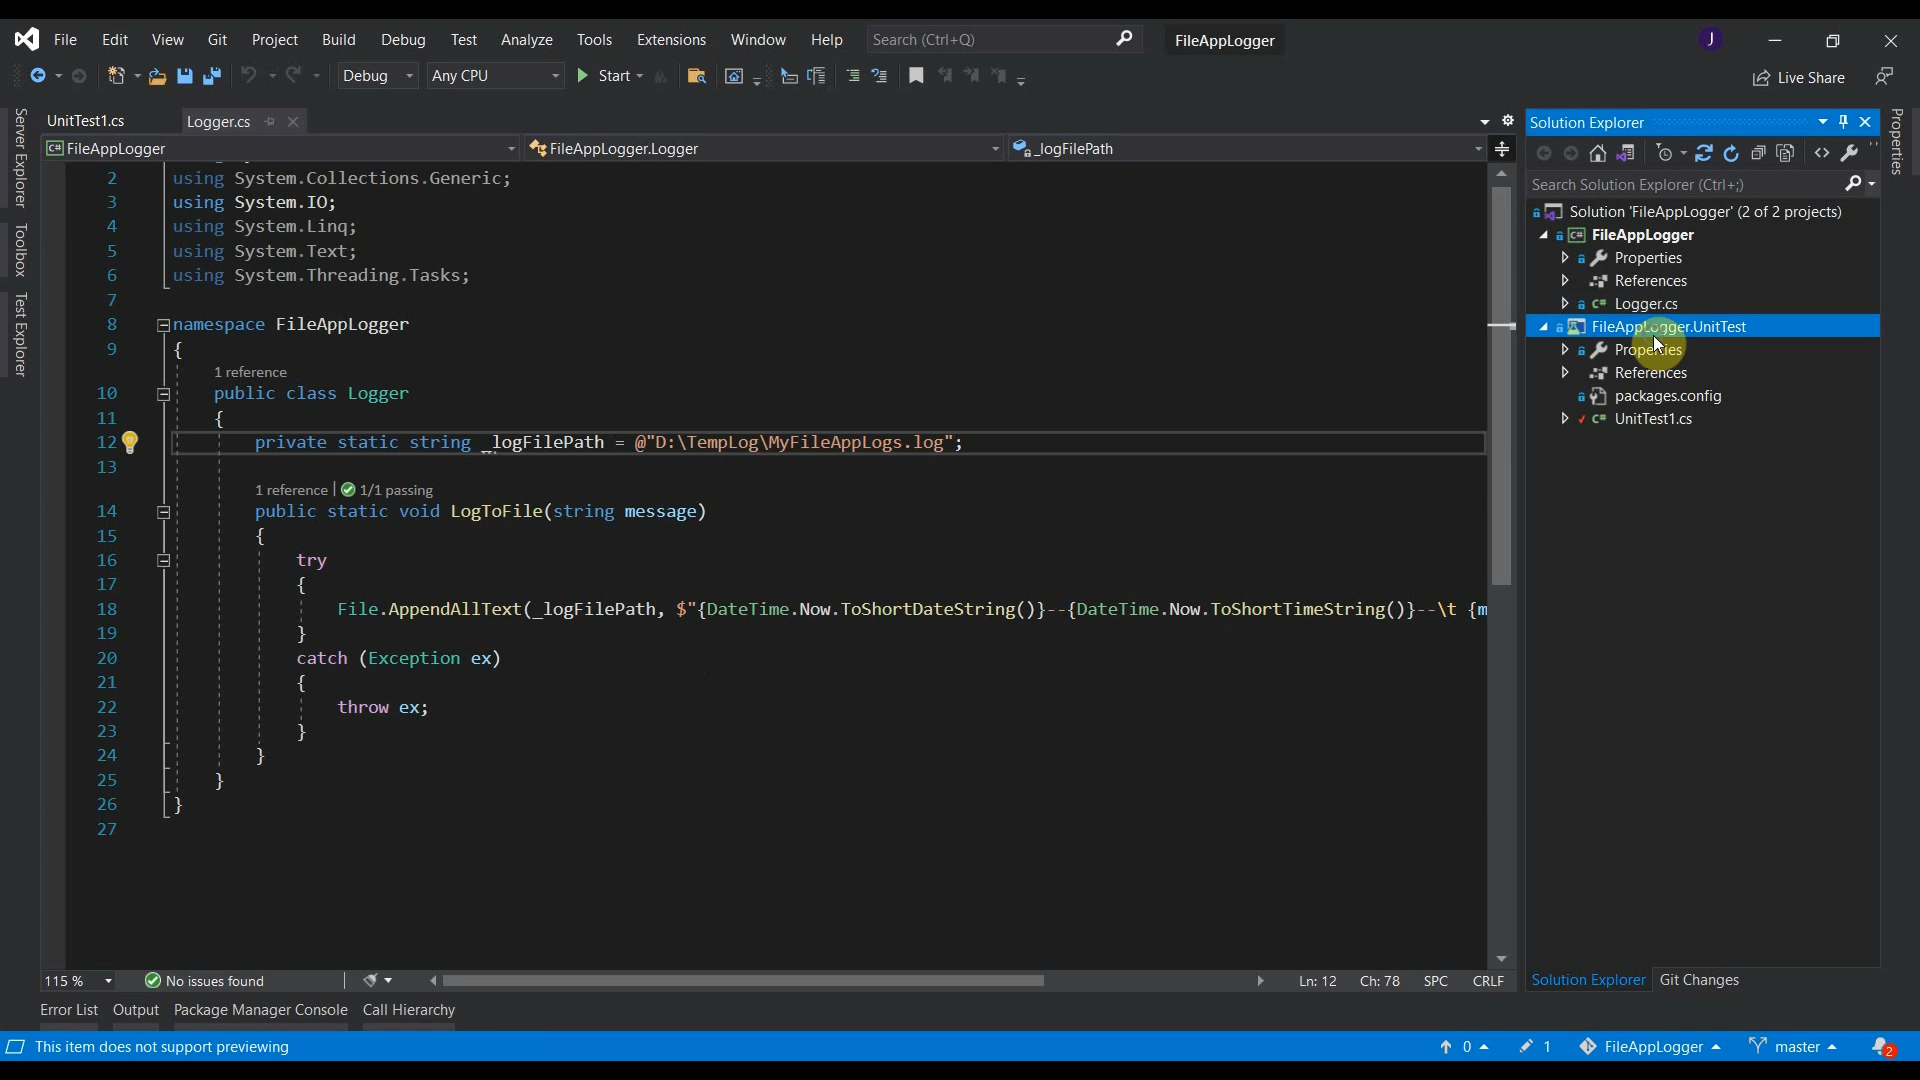 File Edit View Git Project Build Debug Test Analyze Tools Extensions Window Help Search (Ctrl+Q) FileAppLogger J
Debug Any CPU Start Live Share
Server Explorer
Toolbox
Test Explorer
UnitTest1.cs Logger.cs
C# FileAppLogger FileAppLogger.Logger _logFilePath
2 using System.Collections.Generic;
3 using System.IO;
4 using System.Linq;
5 using System.Text;
6 using System.Threading.Tasks;
7
8 namespace FileAppLogger
9 {
1 reference
10 public class Logger
11 {
12 private static string _logFilePath = @"D:\TempLog\MyFileAppLogs.log";
13
1 reference | 1/1 passing
14 public static void LogToFile(string message)
15 {
16 try
17 {
18 File.AppendAllText(_logFilePath, $"{DateTime.Now.ToShortDateString()}--{DateTime.Now.ToShortTimeString()}--\t {m
19 }
20 catch (Exception ex)
21 {
22 throw ex;
23 }
24 }
25 }
26 }
27
115 % No issues found Ln: 12 Ch: 78 SPC CRLF
Error List Output Package Manager Console Call Hierarchy
Solution Explorer
Search Solution Explorer (Ctrl+;)
Solution 'FileAppLogger' (2 of 2 projects)
C# FileAppLogger
Properties
References
C# Logger.cs
FileAppLogger.UnitTest
Properties
References
packages.config
C# UnitTest1.cs
Solution Explorer Git Changes
Properties
This item does not support previewing 0 1 FileAppLogger master 2